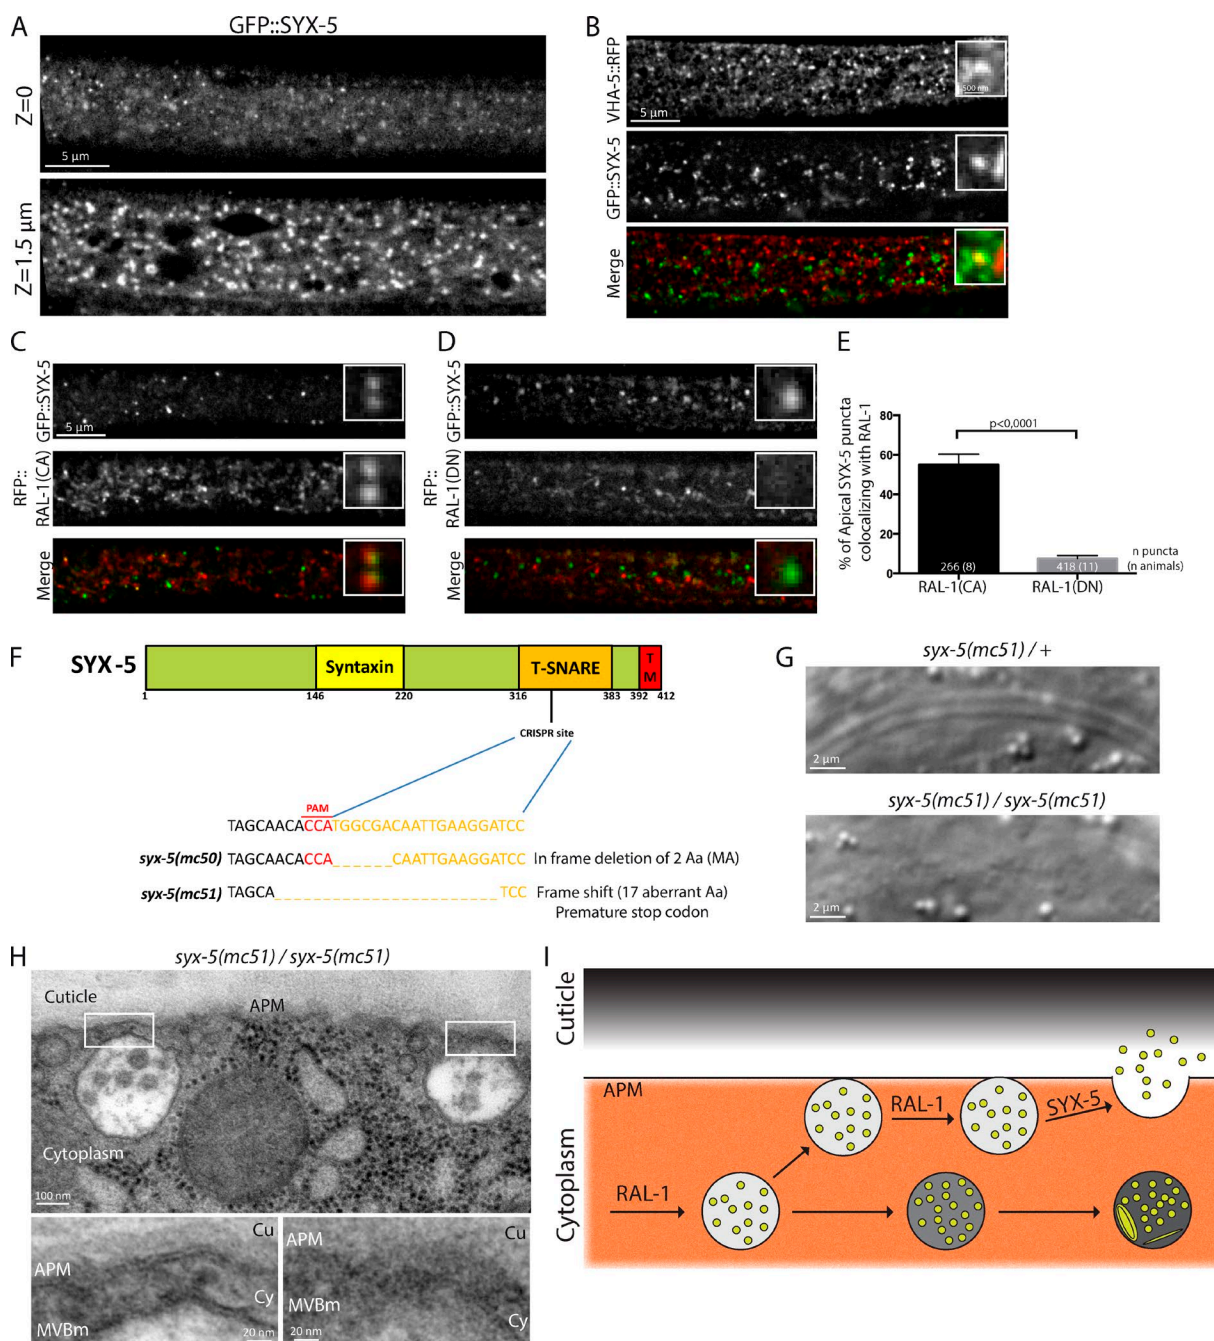 A
GFP::SYX-5
Z=0
5 µm
Z=1.5 µm
B
VHA-5::RFP
500 nm
5 µm
GFP::SYX-5
Merge
C
GFP::SYX-5
5 µm
RFP::
RAL-1(CA)
Merge
D
GFP::SYX-5
RFP::
RAL-1(DN)
Merge
E
% of Apical SYX-5 puncta
colocalizing with RAL-1
80
60
40
20
0
p<0,0001
266 (8)
418 (11)
n puncta
(n animals)
RAL-1(CA)
RAL-1(DN)
F
SYX-5
Syntaxin
T-SNARE
T
M
1
146
220
316
383
392
412
CRISPR site
PAM
TAGCAACACCATGGCGACAATTGAAGGATCC
syx-5(mc50) TAGCAACACCA_ _ _ _ _ _CAATTGAAGGATCC In frame deletion of 2 Aa (MA)
syx-5(mc51) TAGCA_ _ _ _ _ _ _ _ _ _ _ _ _ _ _ _ _ _ _ _ _ _ _TCC Frame shift (17 aberrant Aa)
Premature stop codon
G
syx-5(mc51) / +
2 µm
syx-5(mc51) / syx-5(mc51)
2 µm
H
syx-5(mc51) / syx-5(mc51)
Cuticle
APM
Cytoplasm
100 nm
Cu
APM
Cy
MVBm
20 nm
Cu
APM
MVBm
Cy
20 nm
I
Cuticle
Cytoplasm
APM
RAL-1
SYX-5
RAL-1